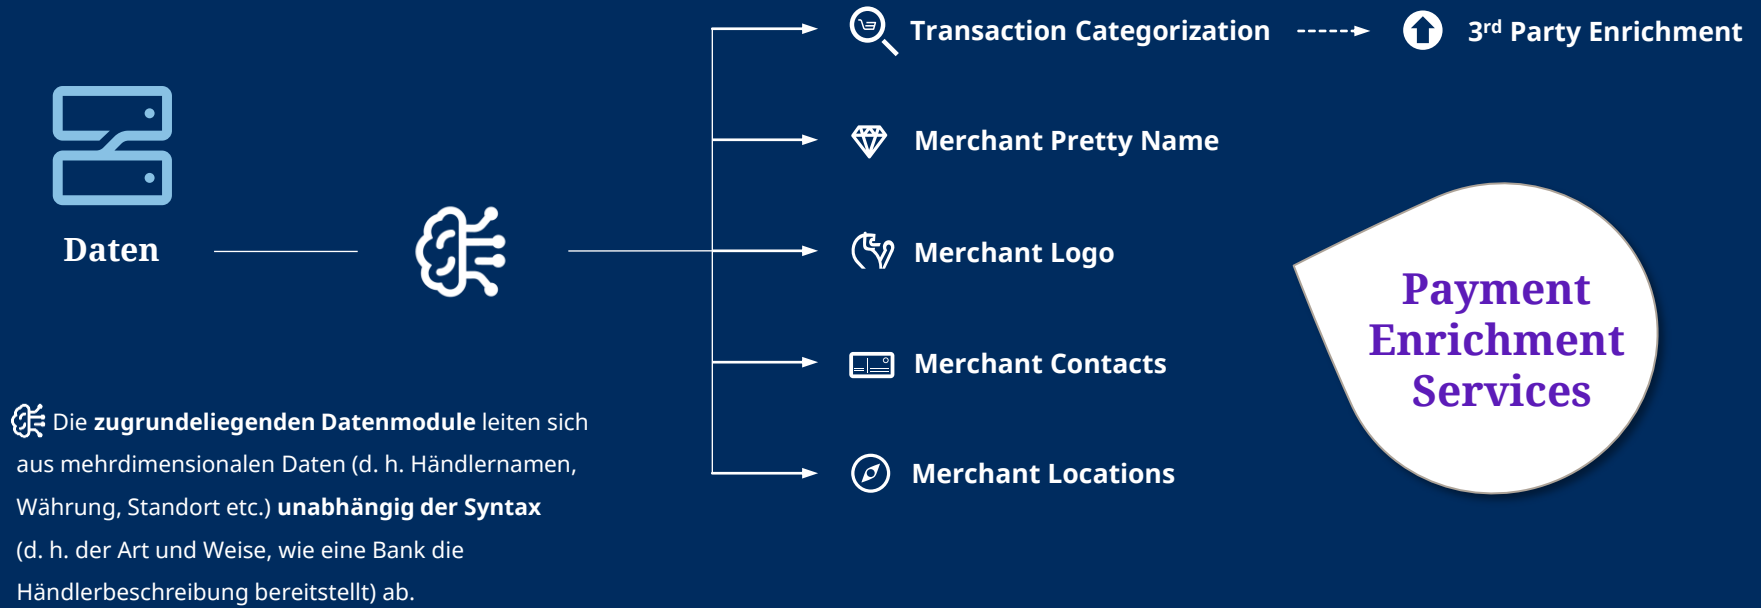 Transaction Categorization
3rd Party Enrichment
Merchant Pretty Name
Daten
Merchant Logo
Merchant Contacts
Merchant Locations
Payment
Enrichment
Services
Die zugrundeliegenden Datenmodule leiten sich
aus mehrdimensionalen Daten (d. h. Händlernamen,
Währung, Standort etc.) unabhängig der Syntax
(d. h. der Art und Weise, wie eine Bank die
Händlerbeschreibung bereitstellt) ab.